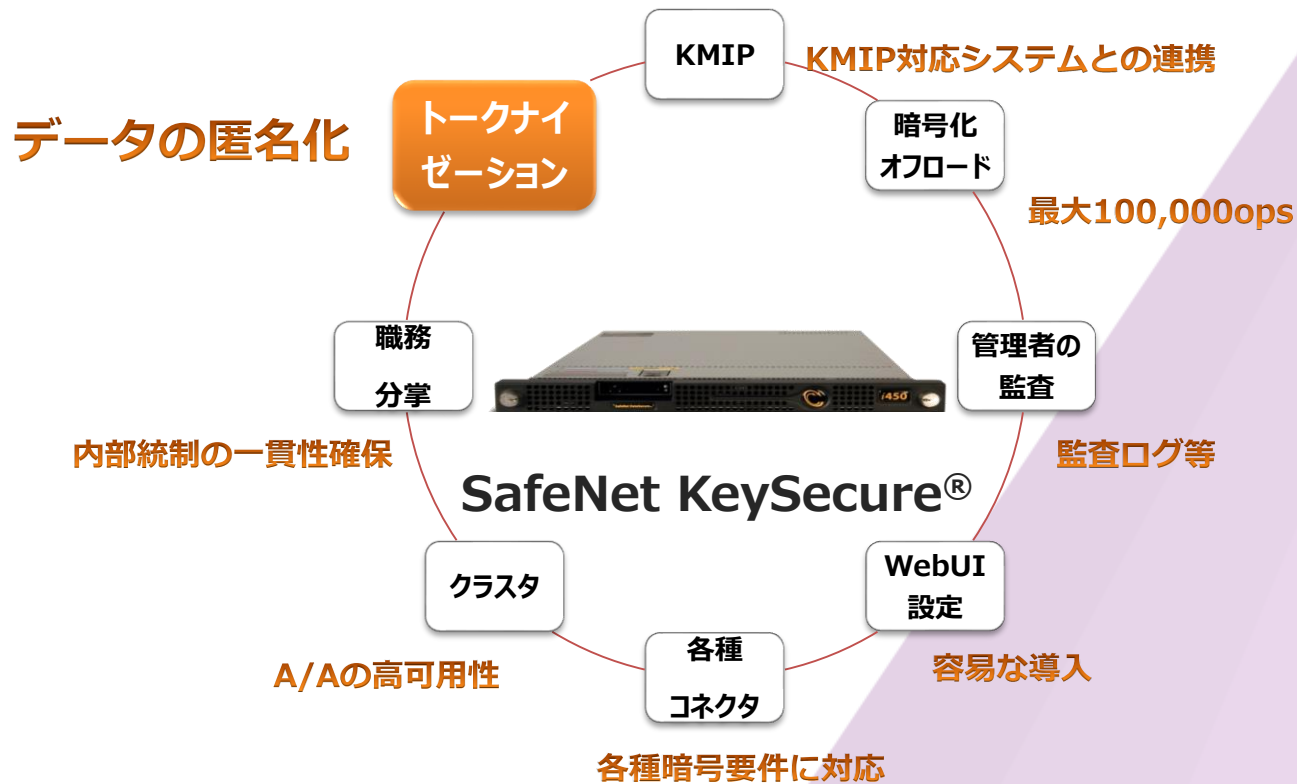 KMIP
KMIP対応システムとの連携
トークナイ
ゼーション
データの匿名化
暗号化
オフロード
最大100,000ops
職務
分掌
管理者の
監査
i450
内部統制の一貫性確保
監査ログ等
SafeNet KeySecure®
クラスタ
WebUI
設定
A/Aの高可用性
各種
コネクタ
容易な導入
各種暗号要件に対応